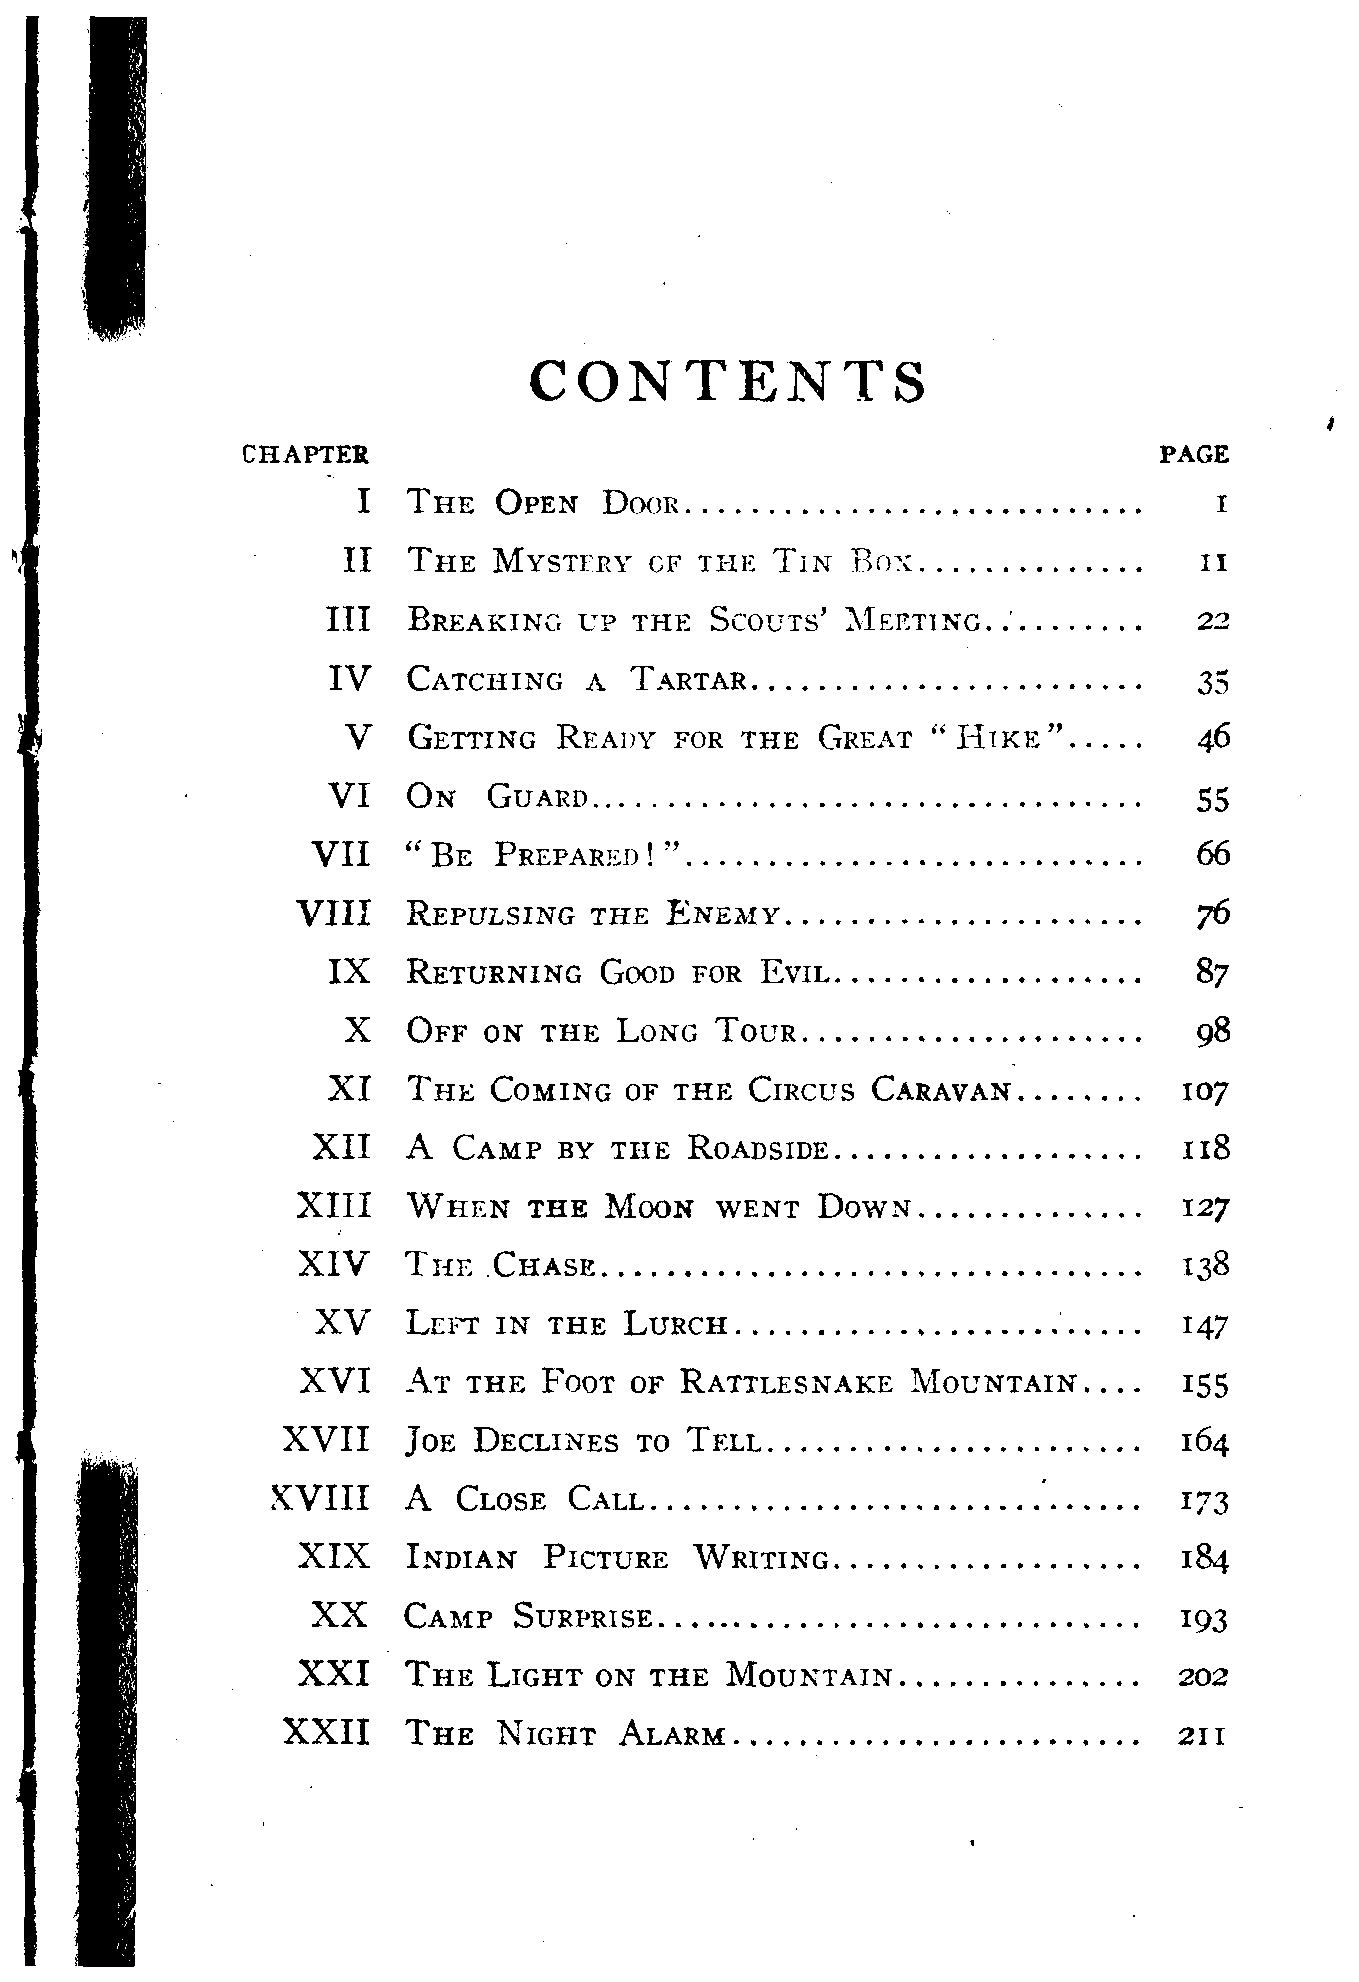 CONTENTS
CHAPTER PAGE
I THE OPEN DOOR............................ 1
II THE MYSTERY OF THE TIN BOX.............. 11
III BREAKING UP THE SCOUTS' MEETING.......... 22
IV CATCHING A TARTAR........................ 35
V GETTING READY FOR THE GREAT "HIKE"..... 46
VI ON GUARD.................................. 55
VII "BE PREPARED!"............................ 66
VIII REPULSING THE ENEMY...................... 76
IX RETURNING GOOD FOR EVIL................... 87
X OFF ON THE LONG TOUR..................... 98
XI THE COMING OF THE CIRCUS CARAVAN........ 107
XII A CAMP BY THE ROADSIDE................... 118
XIII WHEN THE MOON WENT DOWN.............. 127
XIV THE CHASE................................. 138
XV LEFT IN THE LURCH......................... 147
XVI AT THE FOOT OF RATTLESNAKE MOUNTAIN.... 155
XVII JOE DECLINES TO TELL....................... 164
XVIII A CLOSE CALL.............................. 173
XIX INDIAN PICTURE WRITING................... 184
XX CAMP SURPRISE............................. 193
XXI THE LIGHT ON THE MOUNTAIN............... 202
XXII THE NIGHT ALARM......................... 211